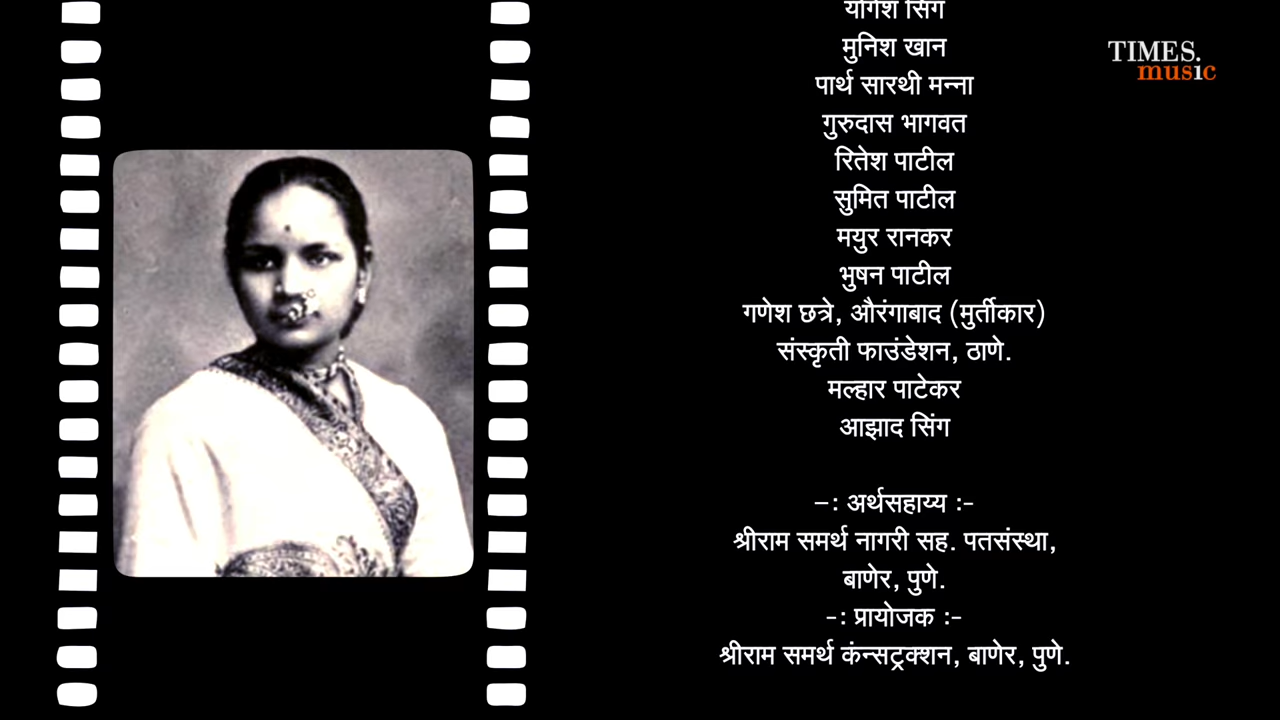 योगेश सिंग
मुनिश खान
पार्थ सारथी मन्ना
गुरुदास भागवत
रितेश पाटील
सुमित पाटील
मयुर रानकर
भुषन पाटील
गणेश छत्रे, औरंगाबाद (मुर्तीकार)
संस्कृती फाउंडेशन, ठाणे.
मल्हार पाटेकर
आझाद सिंग
–: अर्थसहाय्य :-
श्रीराम समर्थ नागरी सह. पतसंस्था,
बाणेर, पुणे.
-: प्रायोजक :-
श्रीराम समर्थ कंन्सट्रक्शन, बाणेर, पुणे.
TIMES.
music